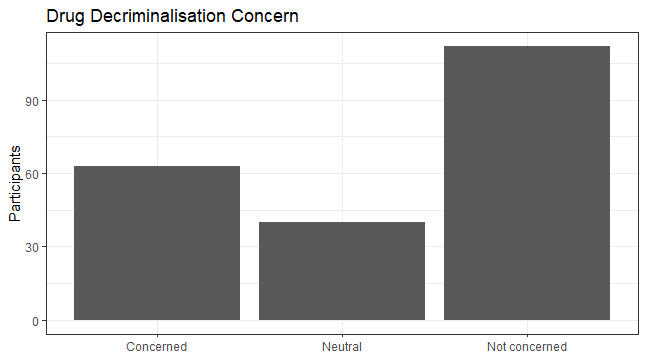 Drug Decriminalisation Concern
Participants
90
60
30
0
Concerned
Neutral
Not concerned